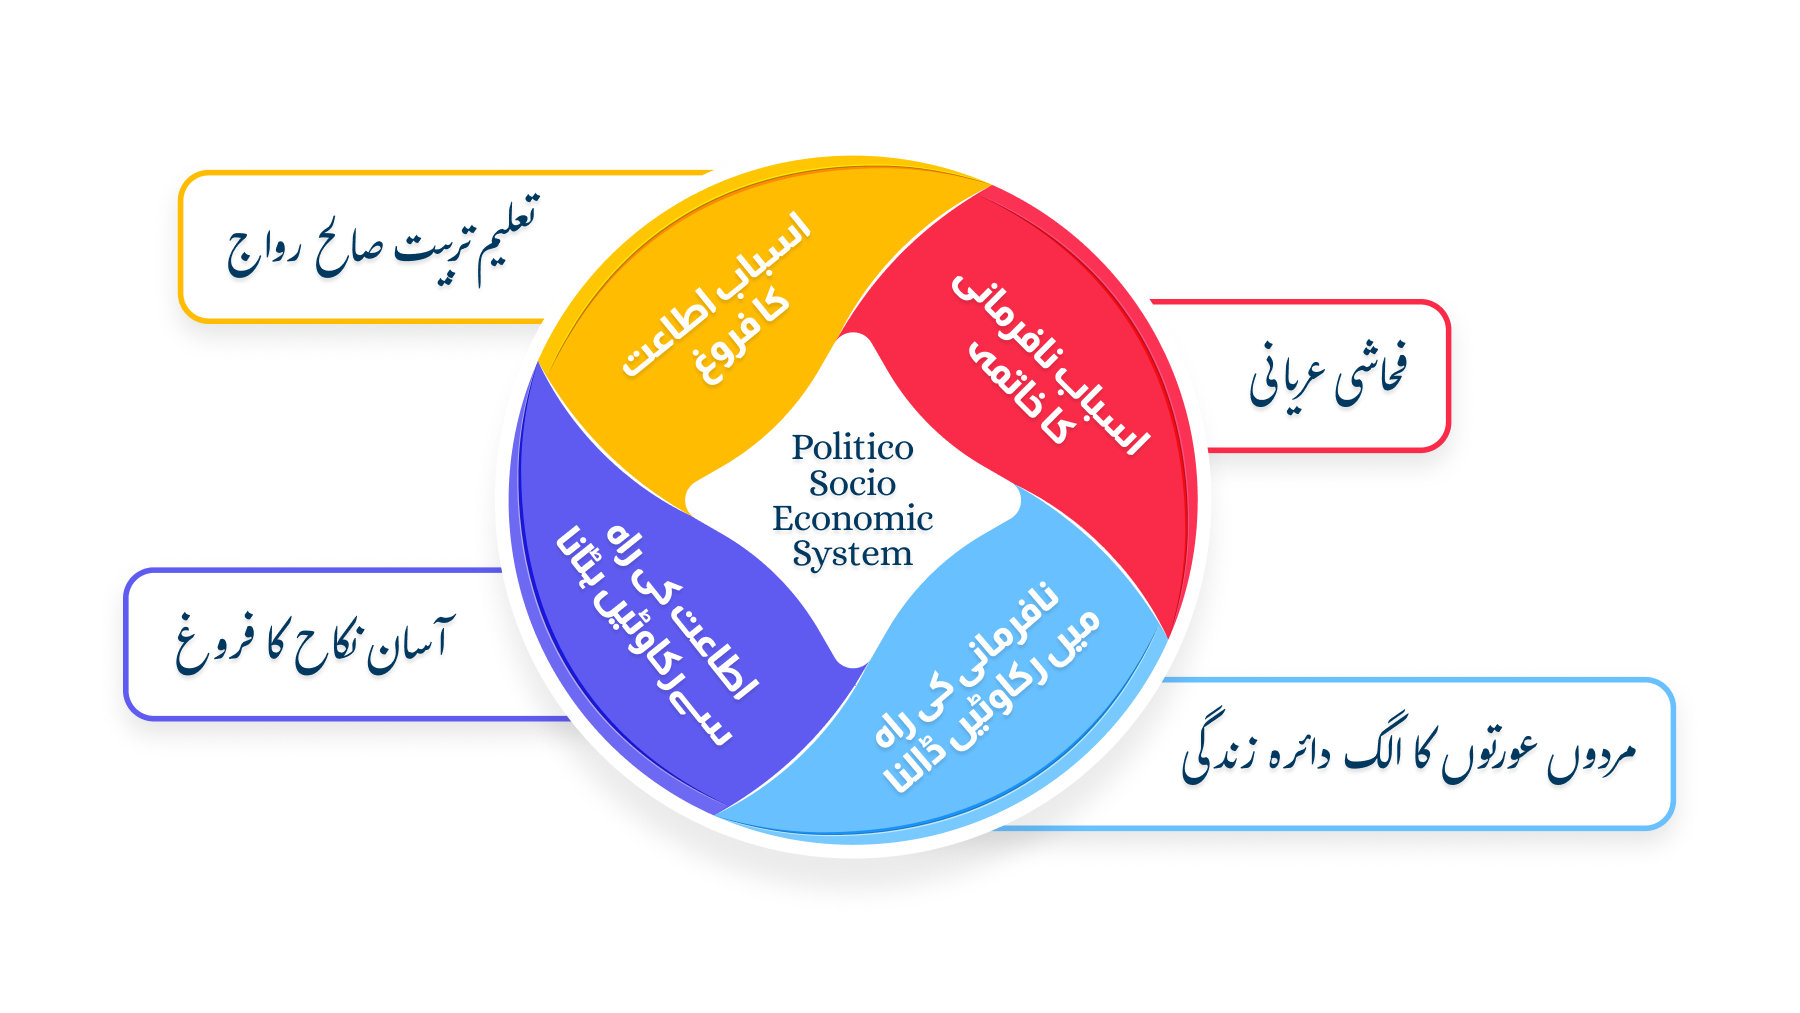 تعلیم تربیت صالح رواج
اسباب اطاعت
کا فروغ
اسباب نافرمانی
کا خاتمہ
فحاشی عریانی
Politico
Socio
Economic
System
اطاعت کی راہ
سے رکاوٹیں ہٹانا
آسان نکاح کا فروغ
نافرمانی کی راہ
میں رکاوٹیں ڈالنا
مردوں عورتوں کا الگ دائرہ زندگی